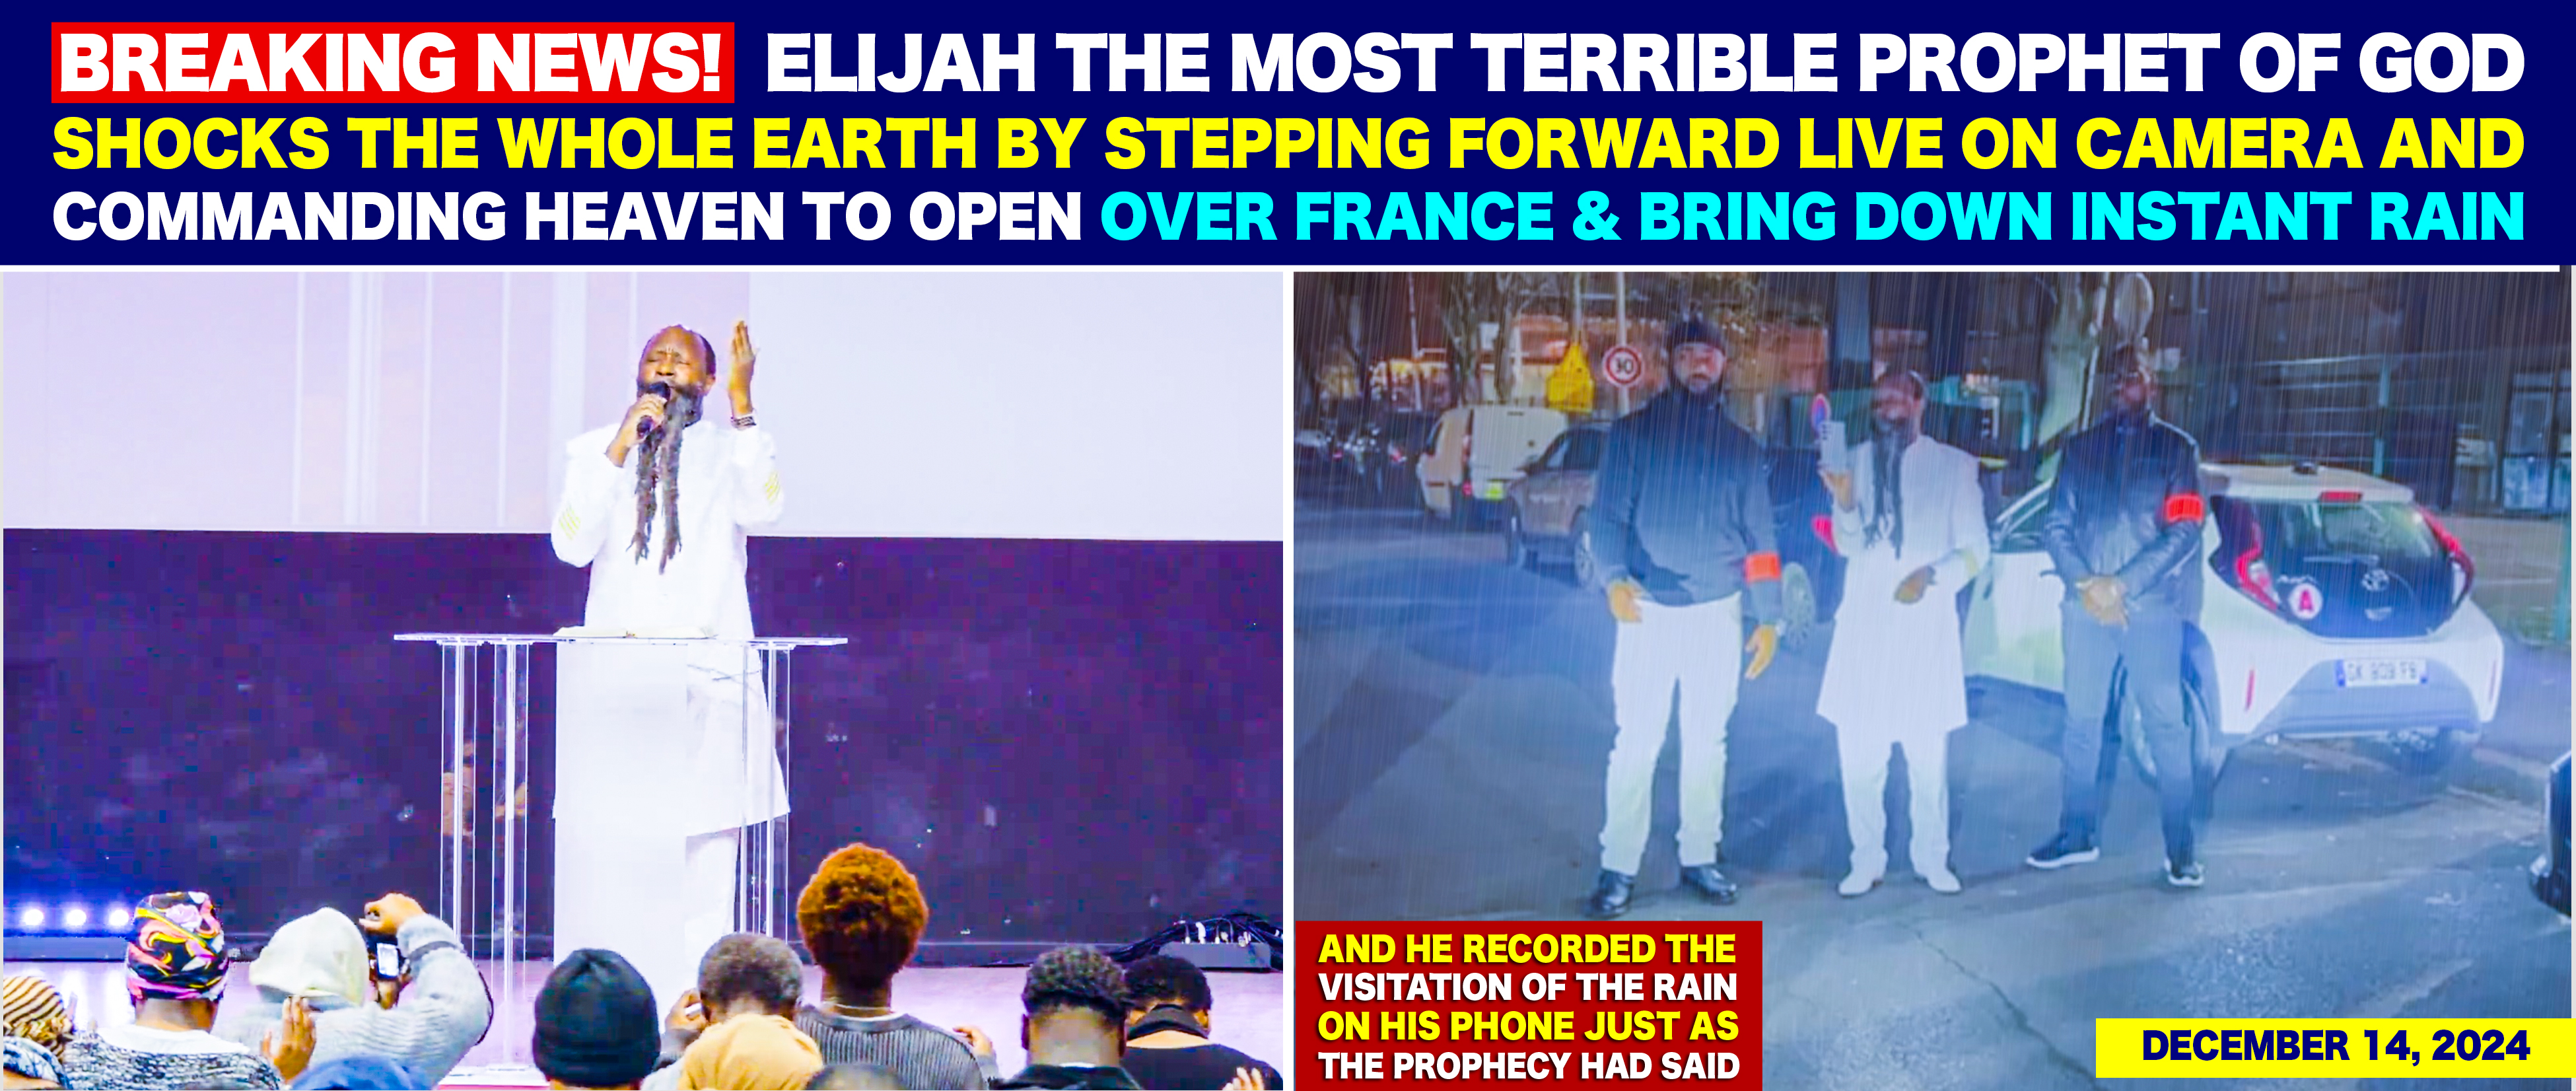 BREAKING NEWS! ELIJAH THE MOST TERRIBLE PROPHET OF GOD
SHOCKS THE WHOLE EARTH BY STEPPING FORWARD LIVE ON CAMERA AND
COMMANDING HEAVEN TO OPEN OVER FRANCE & BRING DOWN INSTANT RAIN
30
A
AND HE RECORDED THE
VISITATION OF THE RAIN
ON HIS PHONE JUST AS
THE PROPHECY HAD SAID
DECEMBER 14, 2024